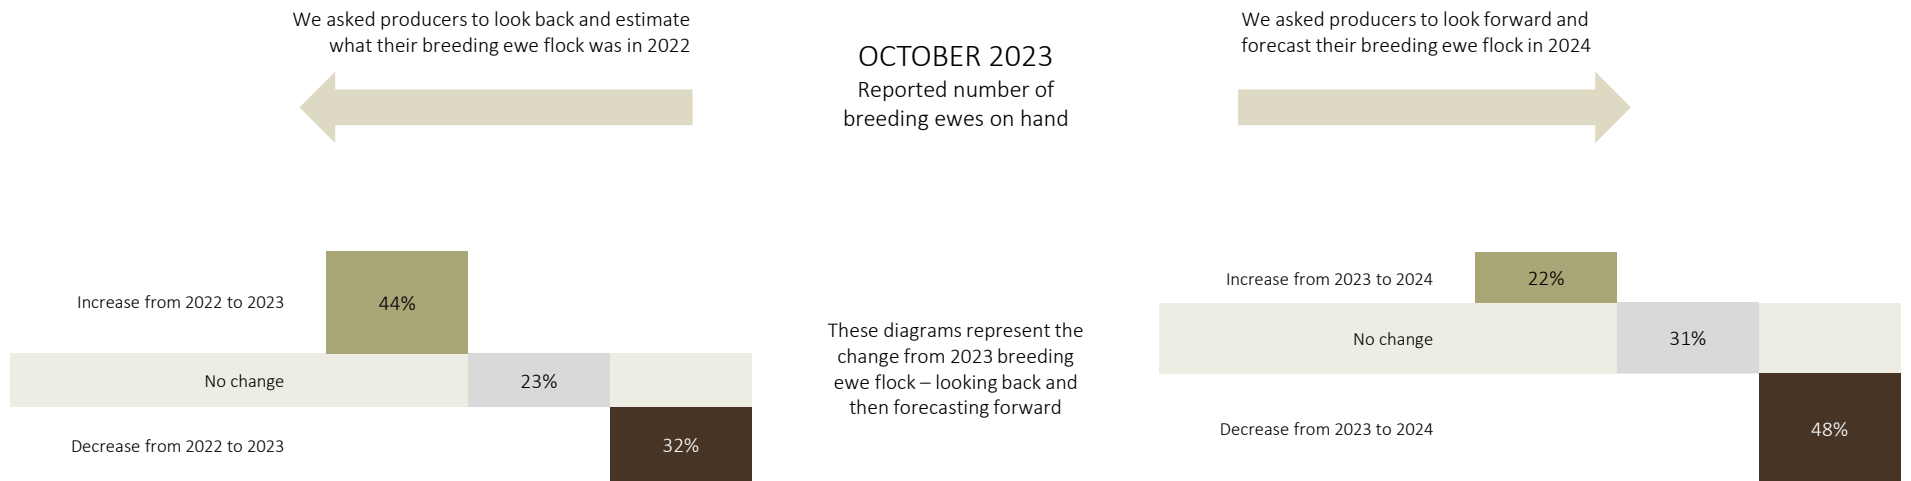 We asked producers to look back and estimate
what their breeding ewe flock was in 2022
OCTOBER 2023
Reported number of
breeding ewes on hand
We asked producers to look forward and
forecast their breeding ewe flock in 2024
Increase from 2022 to 2023
44%
No change
23%
Decrease from 2022 to 2023
32%
These diagrams represent the
change from 2023 breeding
ewe flock – looking back and
then forecasting forward
Increase from 2023 to 2024
22%
No change
31%
Decrease from 2023 to 2024
48%